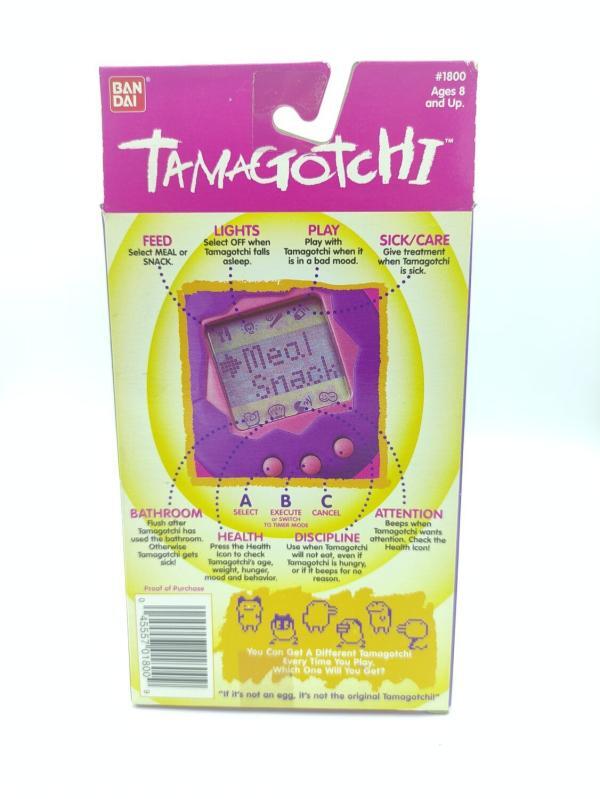 BAN
DAI
#1800
Ages 8
and Up.
TAMAGOTCHI™
FEED
Select MEAL or
SNACK.
LIGHTS
Select OFF when
Tamagotchi falls
asleep.
PLAY
Play with
Tamagotchi when it
is in a bad mood.
SICK/CARE
Give treatment
when Tamagotchi
is sick.
Meal
Snack
A
SELECT
B
EXECUTE
or SWITCH
TO TIMER MODE
C
CANCEL
BATHROOM
Flush after
Tamagotchi has
used the bathroom.
Otherwise
Tamagotchi gets
sick!
HEALTH
Press the Health
Icon to check
Tamagotchi's age,
weight, hunger,
mood and behavior.
DISCIPLINE
Use when Tamagotchi
will not eat, even if
Tamagotchi is hungry,
or if it beeps for no
reason.
ATTENTION
Beeps when
Tamagotchi wants
attention. Check the
Health Icon!
Proof of Purchase
0 45557 01800 9
You Can Get A Different Tamagotchi
Every Time You Play.
Which One Will You Get?
"If it's not an egg, it's not the original Tamagotchi!"